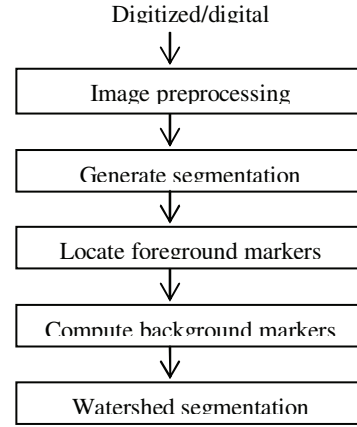 Digitized/digital
Image preprocessing
Generate segmentation
Locate foreground markers
Compute background markers
Watershed segmentation